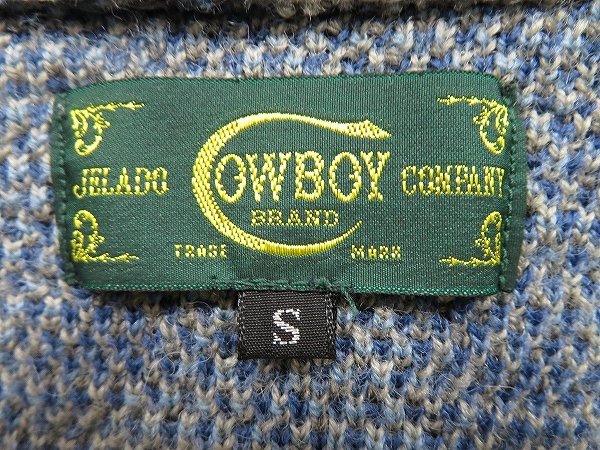 JELADO COWBOY COMPANY
BRAND
TRADE MARK
S